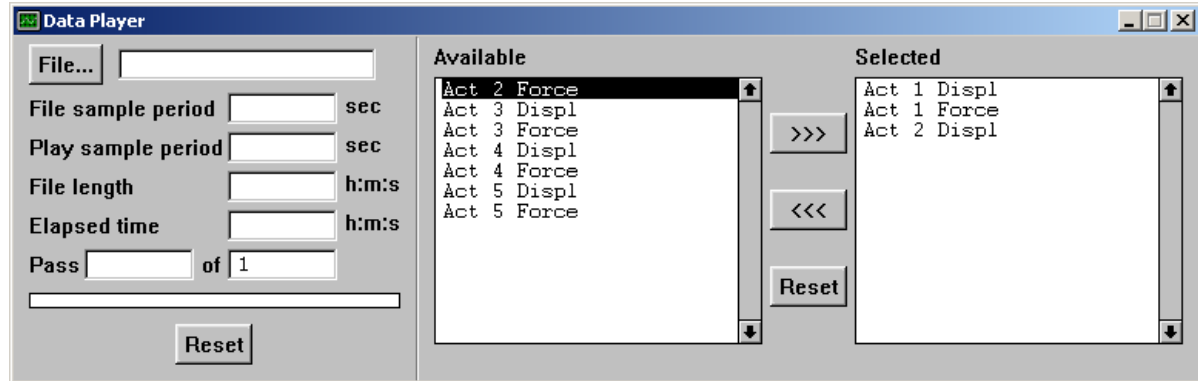 Data Player
File...
File sample period sec
Play sample period sec
File length h:m:s
Elapsed time h:m:s
Pass of 1
Reset
Available
Act 2 Force
Act 3 Displ
Act 3 Force
Act 4 Displ
Act 4 Force
Act 5 Displ
Act 5 Force
>>>
<<<
Reset
Selected
Act 1 Displ
Act 1 Force
Act 2 Displ